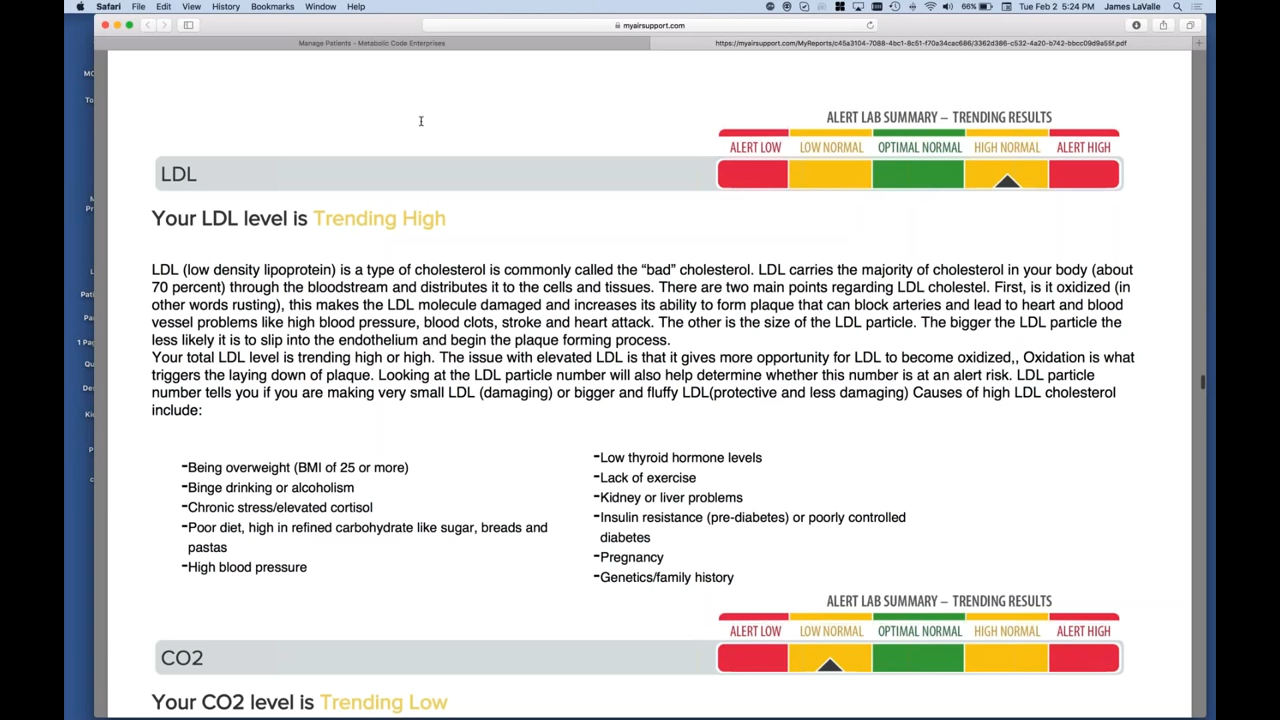 Safari File Edit View History Bookmarks Window Help 66% Tue Feb 2 5:24 PM James LaValle
myairsupport.com
Manage Patients - Metabolic Code Enterprises
https://myairsupport.com/MyReports/c45a3104-7088-4bc1-8c51-f70a34cac686/3362d386-c532-4a20-b742-bbcc09d9a55f.pdf
ALERT LAB SUMMARY – TRENDING RESULTS
ALERT LOW LOW NORMAL OPTIMAL NORMAL HIGH NORMAL ALERT HIGH
LDL
Your LDL level is Trending High
LDL (low density lipoprotein) is a type of cholesterol is commonly called the “bad” cholesterol. LDL carries the majority of cholesterol in your body (about
70 percent) through the bloodstream and distributes it to the cells and tissues. There are two main points regarding LDL cholestel. First, is it oxidized (in
other words rusting), this makes the LDL molecule damaged and increases its ability to form plaque that can block arteries and lead to heart and blood
vessel problems like high blood pressure, blood clots, stroke and heart attack. The other is the size of the LDL particle. The bigger the LDL particle the
less likely it is to slip into the endothelium and begin the plaque forming process.
Your total LDL level is trending high or high. The issue with elevated LDL is that it gives more opportunity for LDL to become oxidized,, Oxidation is what
triggers the laying down of plaque. Looking at the LDL particle number will also help determine whether this number is at an alert risk. LDL particle
number tells you if you are making very small LDL (damaging) or bigger and fluffy LDL(protective and less damaging) Causes of high LDL cholesterol
include:
-Being overweight (BMI of 25 or more)
-Binge drinking or alcoholism
-Chronic stress/elevated cortisol
-Poor diet, high in refined carbohydrate like sugar, breads and
pastas
-High blood pressure
-Low thyroid hormone levels
-Lack of exercise
-Kidney or liver problems
-Insulin resistance (pre-diabetes) or poorly controlled
diabetes
-Pregnancy
-Genetics/family history
ALERT LAB SUMMARY – TRENDING RESULTS
ALERT LOW LOW NORMAL OPTIMAL NORMAL HIGH NORMAL ALERT HIGH
CO2
Your CO2 level is Trending Low